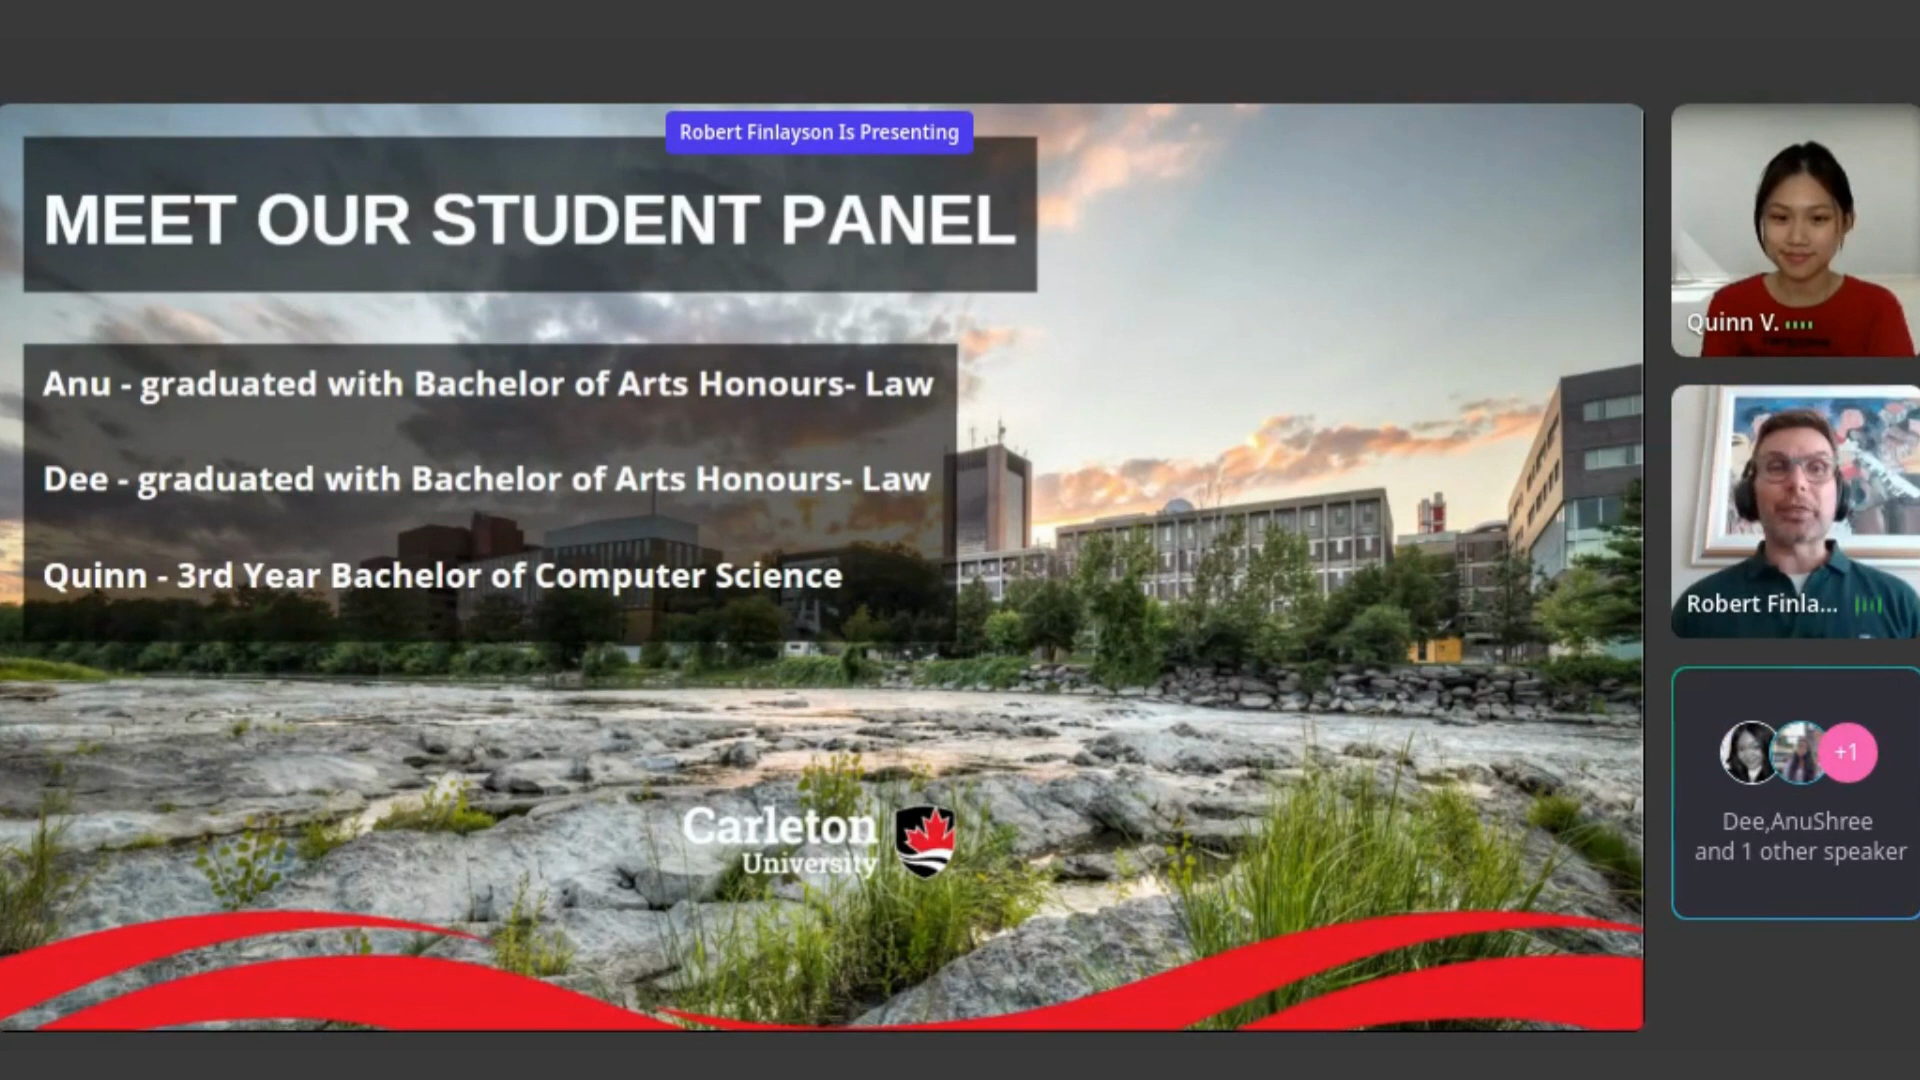 Robert Finlayson Is Presenting
MEET OUR STUDENT PANEL
Anu - graduated with Bachelor of Arts Honours- Law
Dee - graduated with Bachelor of Arts Honours- Law
Quinn - 3rd Year Bachelor of Computer Science
Carleton
University
Quinn V.
Robert Finla...
+1
Dee,AnuShree
and 1 other speaker